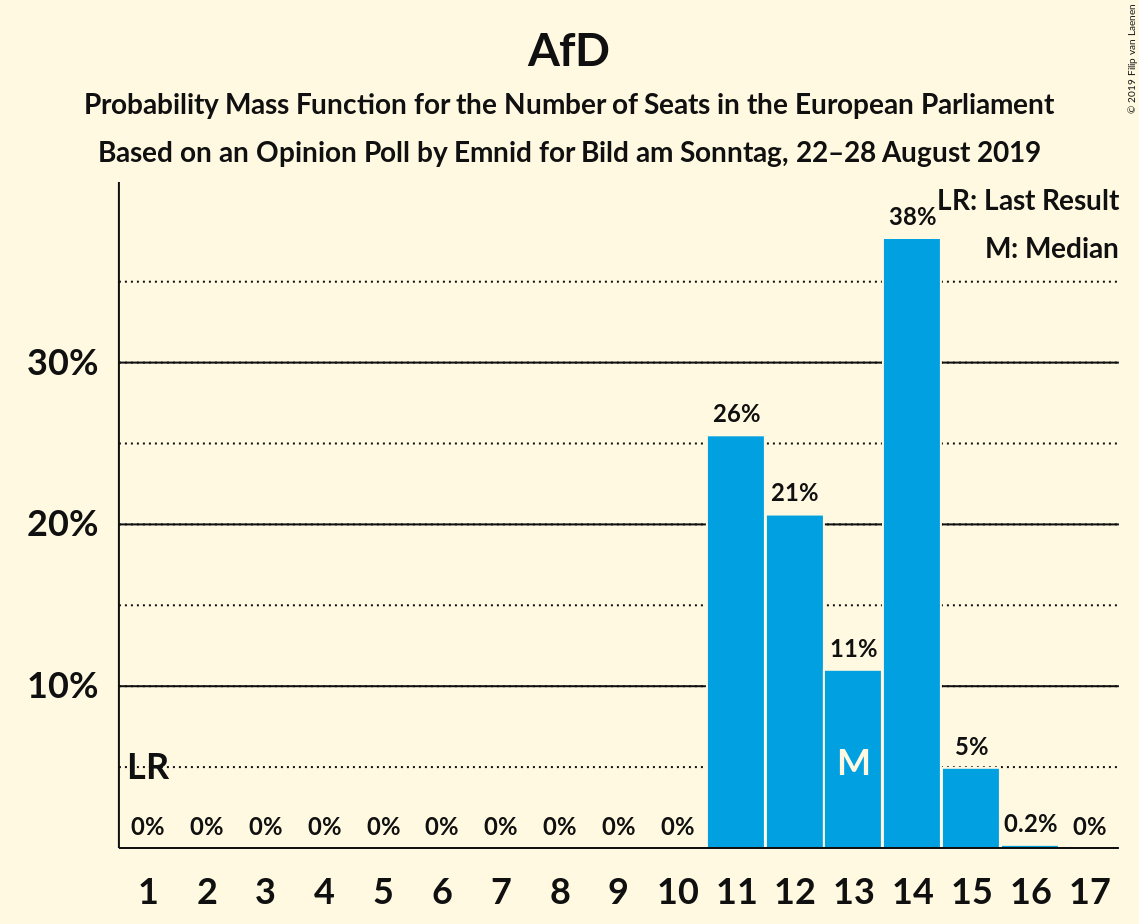 AfD
Probability Mass Function for the Number of Seats in the European Parliament
Based on an Opinion Poll by Emnid for Bild am Sonntag, 22–28 August 2019
© 2019 Filip van Laenen
LR: Last Result
M: Median
38%
30%
26%
21%
20%
11%
10%
5%
LR
M
0% 0% 0% 0% 0% 0% 0% 0% 0% 0% 0.2% 0%
1 2 3 4 5 6 7 8 9 10 11 12 13 14 15 16 17